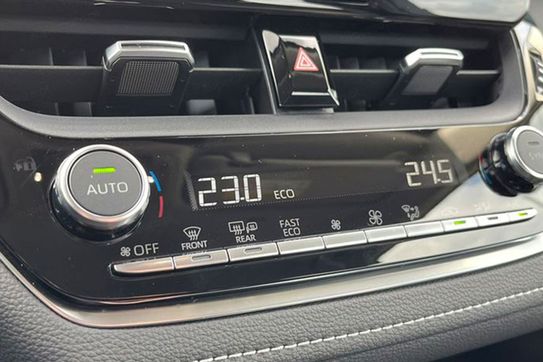 AUTO
23.0 ECO 24.5
OFF
FRONT
REAR
FAST
ECO